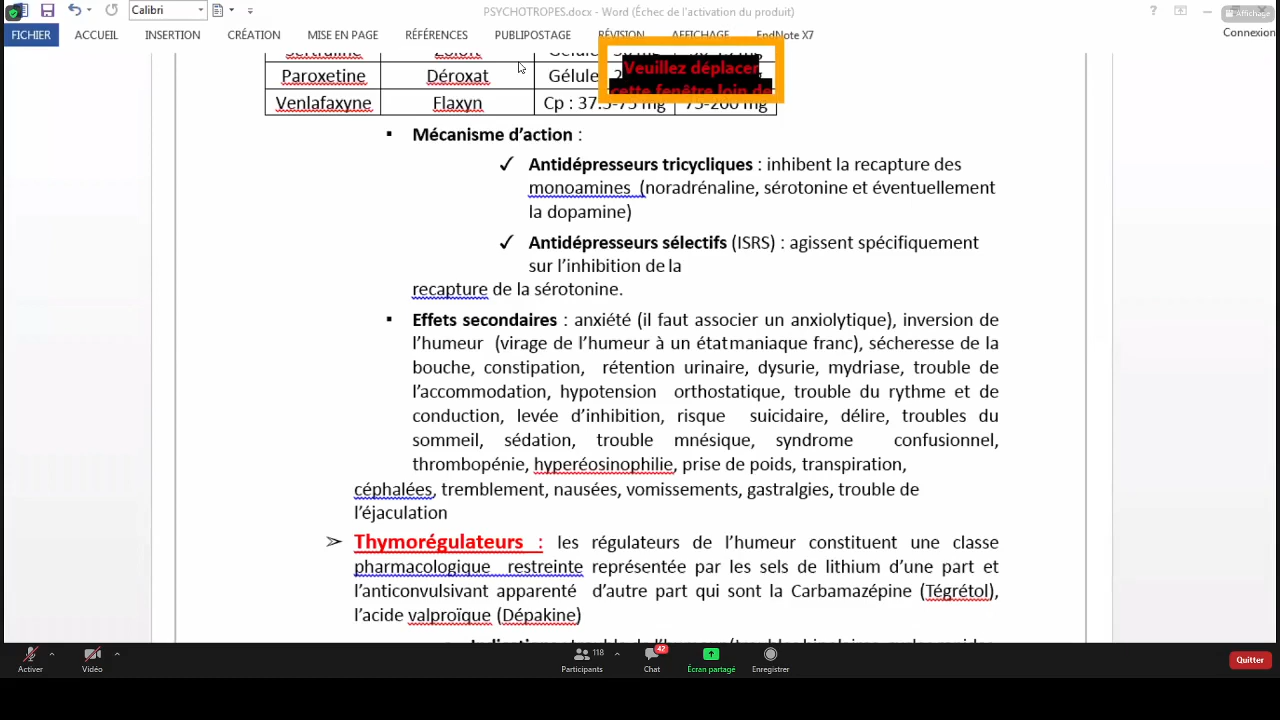 PSYCHOTROPES.docx - Word (Échec de l'activation du produit)
Calibri
Affichage
FICHIER ACCUEIL INSERTION CRÉATION MISE EN PAGE RÉFÉRENCES PUBLIPOSTAGE RÉVISION AFFICHAGE EndNote X7
Connexion
Sertraline Zoloft Gélule
Veuillez déplacer
cette fenêtre loin de
Paroxetine Déroxat Gélule
Venlafaxyne Flaxyn Cp : 37.5-75 mg 75-200 mg
▪ Mécanisme d'action :
✓ Antidépresseurs tricycliques : inhibent la recapture des
monoamines (noradrénaline, sérotonine et éventuellement
la dopamine)
✓ Antidépresseurs sélectifs (ISRS) : agissent spécifiquement
sur l'inhibition de la
recapture de la sérotonine.
▪ Effets secondaires : anxiété (il faut associer un anxiolytique), inversion de
l'humeur (virage de l'humeur à un état maniaque franc), sécheresse de la
bouche, constipation, rétention urinaire, dysurie, mydriase, trouble de
l'accommodation, hypotension orthostatique, trouble du rythme et de
conduction, levée d'inhibition, risque suicidaire, délire, troubles du
sommeil, sédation, trouble mnésique, syndrome confusionnel,
thrombopénie, hyperéosinophilie, prise de poids, transpiration,
céphalées, tremblement, nausées, vomissements, gastralgies, trouble de
l'éjaculation
➢ Thymorégulateurs : les régulateurs de l'humeur constituent une classe
pharmacologique restreinte représentée par les sels de lithium d'une part et
l'anticonvulsivant apparenté d'autre part qui sont la Carbamazépine (Tégrétol),
l'acide valproïque (Dépakine)
Activer Vidéo Participants 118 Chat 42 Écran partagé Enregistrer Quitter